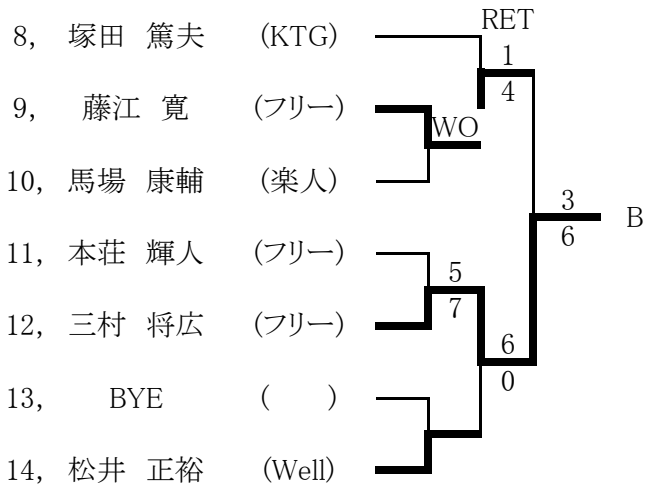 RET
8, 塚田 篤夫 (KTG)
1
4
9, 藤江 寛 (フリー)
WO
10, 馬場 康輔 (楽人)
3
6
B
11, 本荘 輝人 (フリー)
5
7
12, 三村 将広 (フリー)
6
0
13, BYE ( )
14, 松井 正裕 (Well)